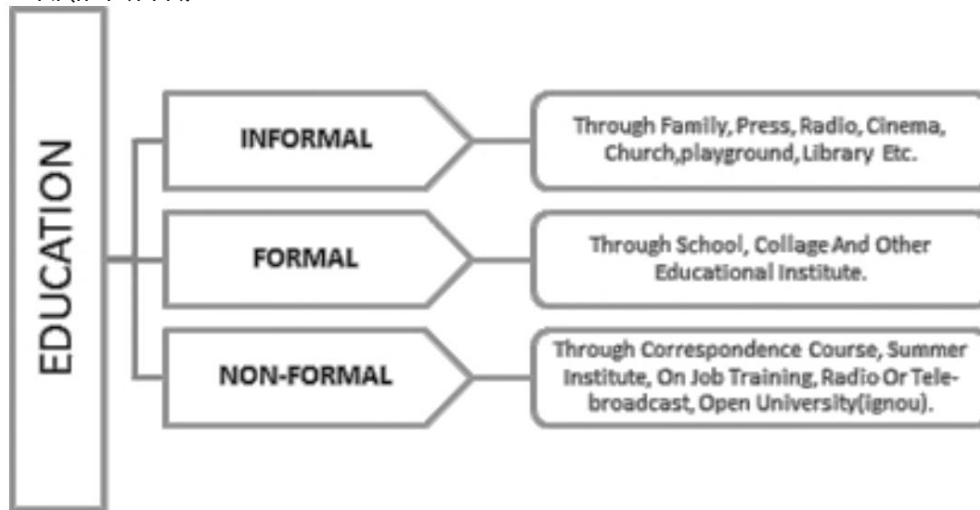 EDUCATION
INFORMAL
Through Family, Press, Radio, Cinema,
Church,playground, Library Etc.
FORMAL
Through School, Collage And Other
Educational Institute.
NON-FORMAL
Through Correspondence Course, Summer
Institute, On Job Training, Radio Or Tele-
broadcast, Open University(ignou).